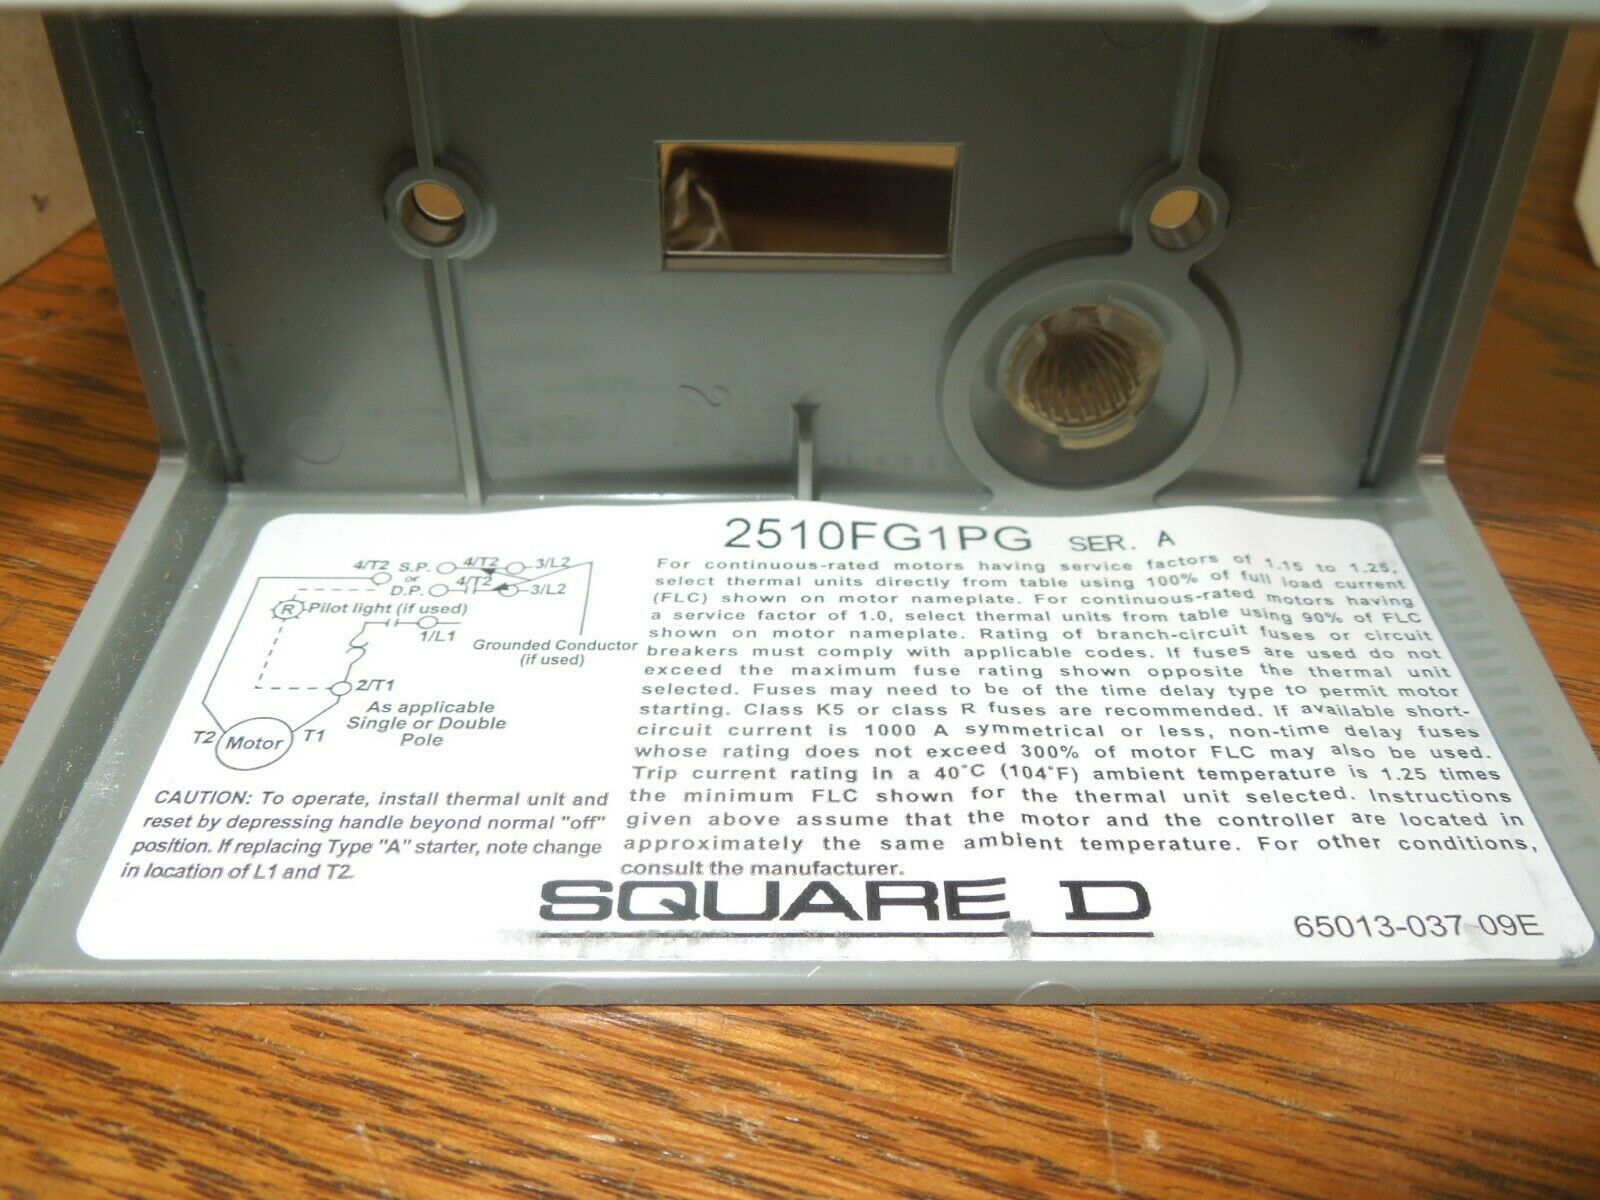 2510FG1PG SER. A
4/T2 S.P. 4/T2 3/L2
or
D.P. 4/T2 3/L2
R Pilot light (if used)
1/L1
Grounded Conductor
(if used)
2/T1
As applicable
Single or Double
Pole
T2 Motor T1
CAUTION: To operate, install thermal unit and
reset by depressing handle beyond normal "off"
position. If replacing Type "A" starter, note change
in location of L1 and T2.
For continuous-rated motors having service factors of 1.15 to 1.25,
select thermal units directly from table using 100% of full load current
(FLC) shown on motor nameplate. For continuous-rated motors having
a service factor of 1.0, select thermal units from table using 90% of FLC
shown on motor nameplate. Rating of branch-circuit fuses or circuit
breakers must comply with applicable codes. If fuses are used do not
exceed the maximum fuse rating shown opposite the thermal unit
selected. Fuses may need to be of the time delay type to permit motor
starting. Class K5 or class R fuses are recommended. If available short-
circuit current is 1000 A symmetrical or less, non-time delay fuses
whose rating does not exceed 300% of motor FLC may also be used.
Trip current rating in a 40°C (104°F) ambient temperature is 1.25 times
the minimum FLC shown for the thermal unit selected. Instructions
given above assume that the motor and the controller are located in
approximately the same ambient temperature. For other conditions,
consult the manufacturer.
SQUARE D
65013-037-09E
2